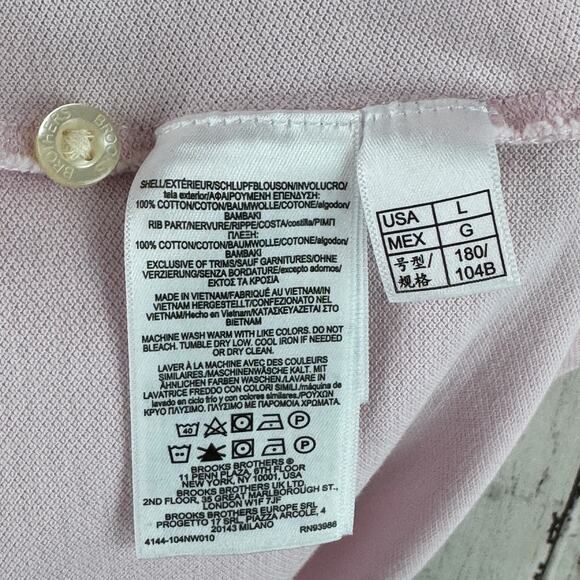 BROOKS BROTHERS
SHELL/EXTÉRIEUR/SCHLUPFBLOUSON/INVOLUCRO/
tela exterior/ΑΦΑΙΡΟΥΜΕΝΗ ΕΠΕΝΔΥΣΗ:
100% COTTON/COTON/BAUMWOLLE/COTONE/algodon/
ΒΑΜΒΑΚΙ
RIB PART/NERVURE/RIPPE/COSTA/costilla/ΡΙΜΠ
ΠΛΕΞΗ:
100% COTTON/COTON/BAUMWOLLE/COTONE/algodon/
ΒΑΜΒΑΚΙ
EXCLUSIVE OF TRIMS/SAUF GARNITURES/OHNE
VERZIERUNG/SENZA BORDATURE/excepto adornos/
ΕΚΤΟΣ ΤΑ ΚΡΟΣΙΑ
MADE IN VIETNAM/FABRIQUÉ AU VIETNAM/IN
VIETNAM HERGESTELLT/CONFEZIONATO NEL
VIETNAM/Hecho en Vietnam/ΚΑΤΑΣΚΕΥΑΖΕΤΑΙ ΣΤΟ
ΒΙΕΤΝΑΜ
MACHINE WASH WARM WITH LIKE COLORS. DO NOT
BLEACH. TUMBLE DRY LOW. COOL IRON IF NEEDED
OR DRY CLEAN.
LAVER À LA MACHINE AVEC DES COULEURS
SIMILAIRES./MASCHINENWÄSCHE KALT. MIT
ÄHNLICHEN FARBEN WASCHEN./LAVARE IN
LAVATRICE FREDDO CON COLORI SIMILI./máquina de
lavado en ciclo frío y con colores similares./ΡΟΥΧΩΝ
ΚΡΥΟ ΠΛΥΣΙΜΟ. ΠΛΥΣΙΜΟ ΜΕ ΠΑΡΟΜΟΙΑ ΧΡΩΜΑΤΑ.
40 P
P
BROOKS BROTHERS ®
11 PENN PLAZA, 6TH FLOOR
NEW YORK, NY 10001, USA
BROOKS BROTHERS UK LTD.
2ND FLOOR, 35 GREAT MARLBOROUGH ST.,
LONDON W1F 7JF
BROOKS BROTHERS EUROPE SRL
PROGETTO 17 SRL, PIAZZA ARCOLE, 4
20143 MILANO
4144-104NW010 RN93986
USA L
MEX G
号型/ 180/
规格 104B